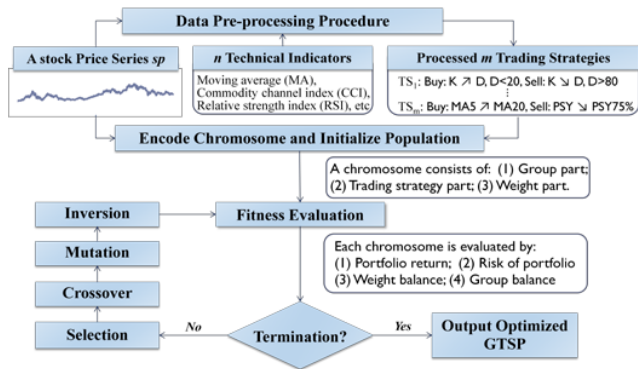 Data Pre-processing Procedure
A stock Price Series sp
n Technical Indicators
Moving average (MA),
Commodity channel index (CCI),
Relative strength index (RSI), etc
Processed m Trading Strategies
TS₁: Buy: K ↗ D, D<20, Sell: K ↘ D, D>80
⋮
TSₘ: Buy: MA5 ↗ MA20, Sell: PSY ↘ PSY75%
Encode Chromosome and Initialize Population
A chromosome consists of: (1) Group part;
(2) Trading strategy part; (3) Weight part.
Inversion
Fitness Evaluation
Mutation
Each chromosome is evaluated by:
(1) Portfolio return; (2) Risk of portfolio
(3) Weight balance; (4) Group balance
Crossover
Selection
No
Termination?
Yes
Output Optimized
GTSP